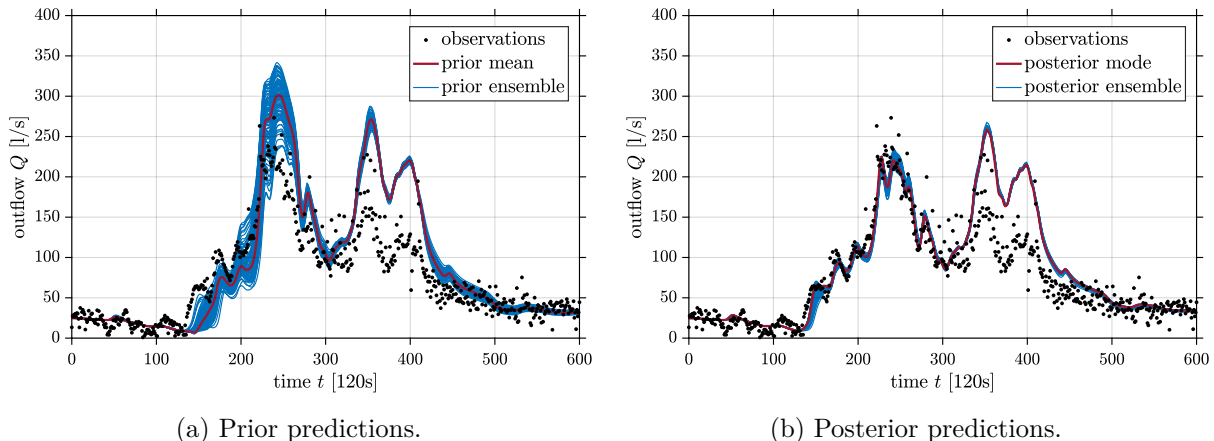 400
350
300
250
200
150
100
50
0
outflow Q [l/s]
observations
prior mean
prior ensemble
0 100 200 300 400 500 600
time t [120s]
(a) Prior predictions.
400
350
300
250
200
150
100
50
0
outflow Q [l/s]
observations
posterior mode
posterior ensemble
0 100 200 300 400 500 600
time t [120s]
(b) Posterior predictions.